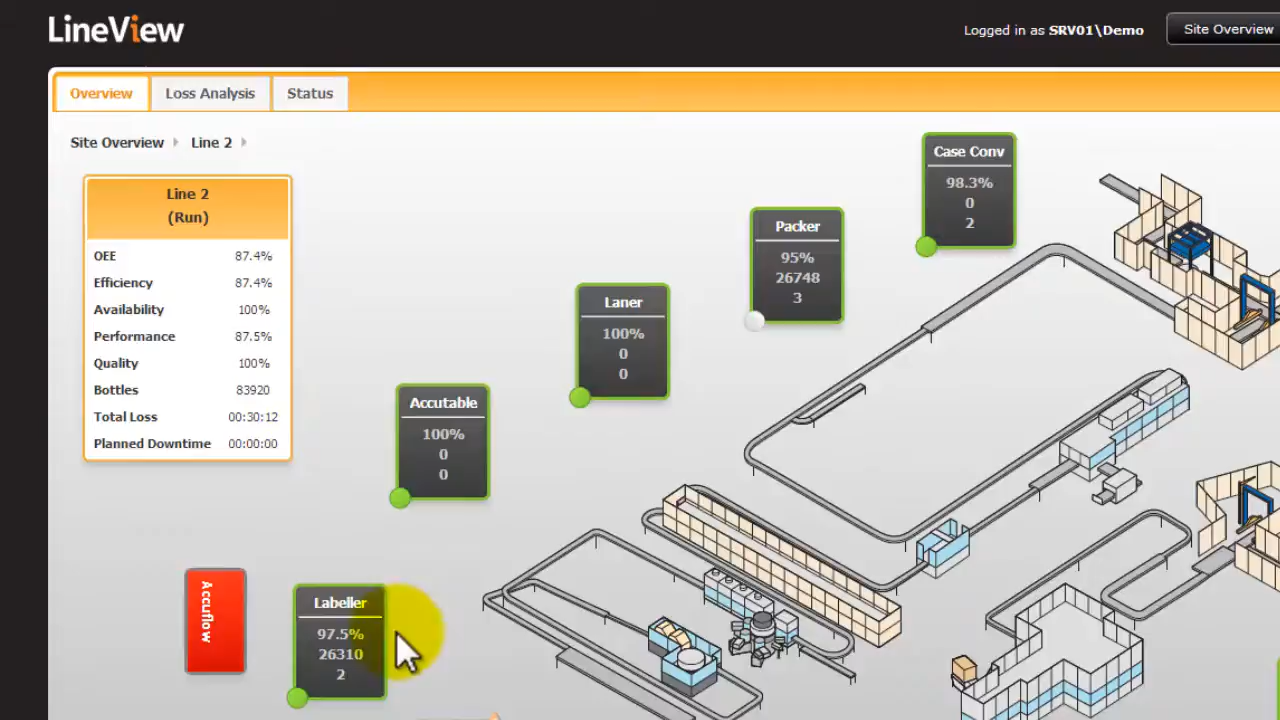 LineView
Logged in as SRV01\Demo
Site Overview
Overview
Loss Analysis
Status
Site Overview
Line 2
Line 2
(Run)
OEE 87.4%
Efficiency 87.4%
Availability 100%
Performance 87.5%
Quality 100%
Bottles 83920
Total Loss 00:30:12
Planned Downtime 00:00:00
Case Conv
98.3%
0
2
Packer
95%
26748
3
Laner
100%
0
0
Accutable
100%
0
0
Accuflow
Labeller
97.5%
26310
2